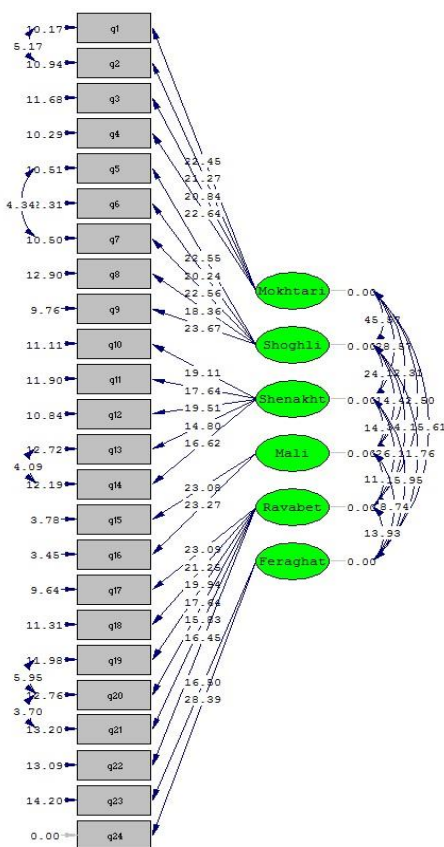 10.17 q1
5.17
10.94 q2
11.68 q3
10.29 q4
10.51 q5
q6
4.34
10.50 q7
12.90 q8
9.76 q9
11.11 q10
11.90 q11
10.84 q12
12.72 q13
4.09
12.19 q14
3.78 q15
3.45 q16
9.64 q17
11.31 q18
11.98 q19
5.95
12.76 q20
3.70
13.20 q21
13.09 q22
14.20 q23
0.00 q24
22.45
21.27
20.84
22.64
22.55
20.24
22.56
18.36
23.67
19.11
17.64
19.51
14.80
16.62
23.08
23.27
23.09
21.25
19.94
17.64
15.83
16.45
16.50
28.39
Mokhtari 0.00
Shoghli
Shenakht
Mali
Ravabet
Feraghat 0.00
13.93